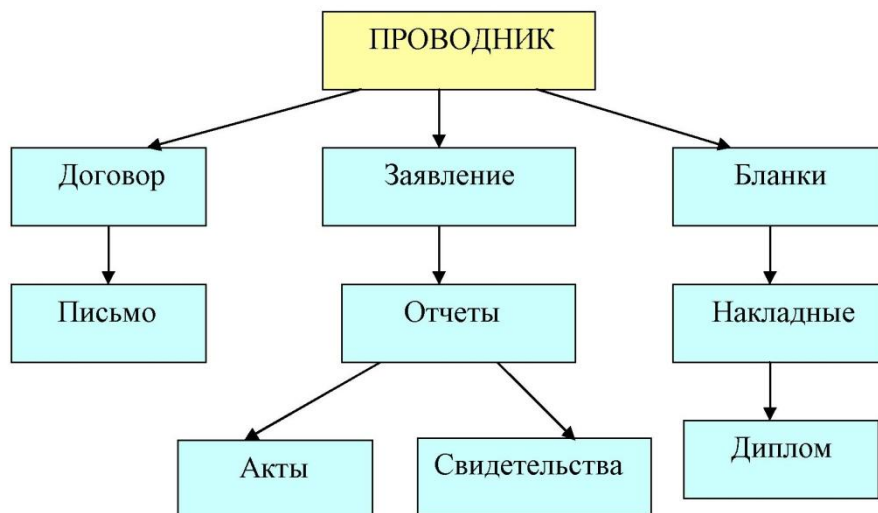 ПРОВОДНИК
Договор
Заявление
Бланки
Письмо
Отчеты
Накладные
Акты
Свидетельства
Диплом